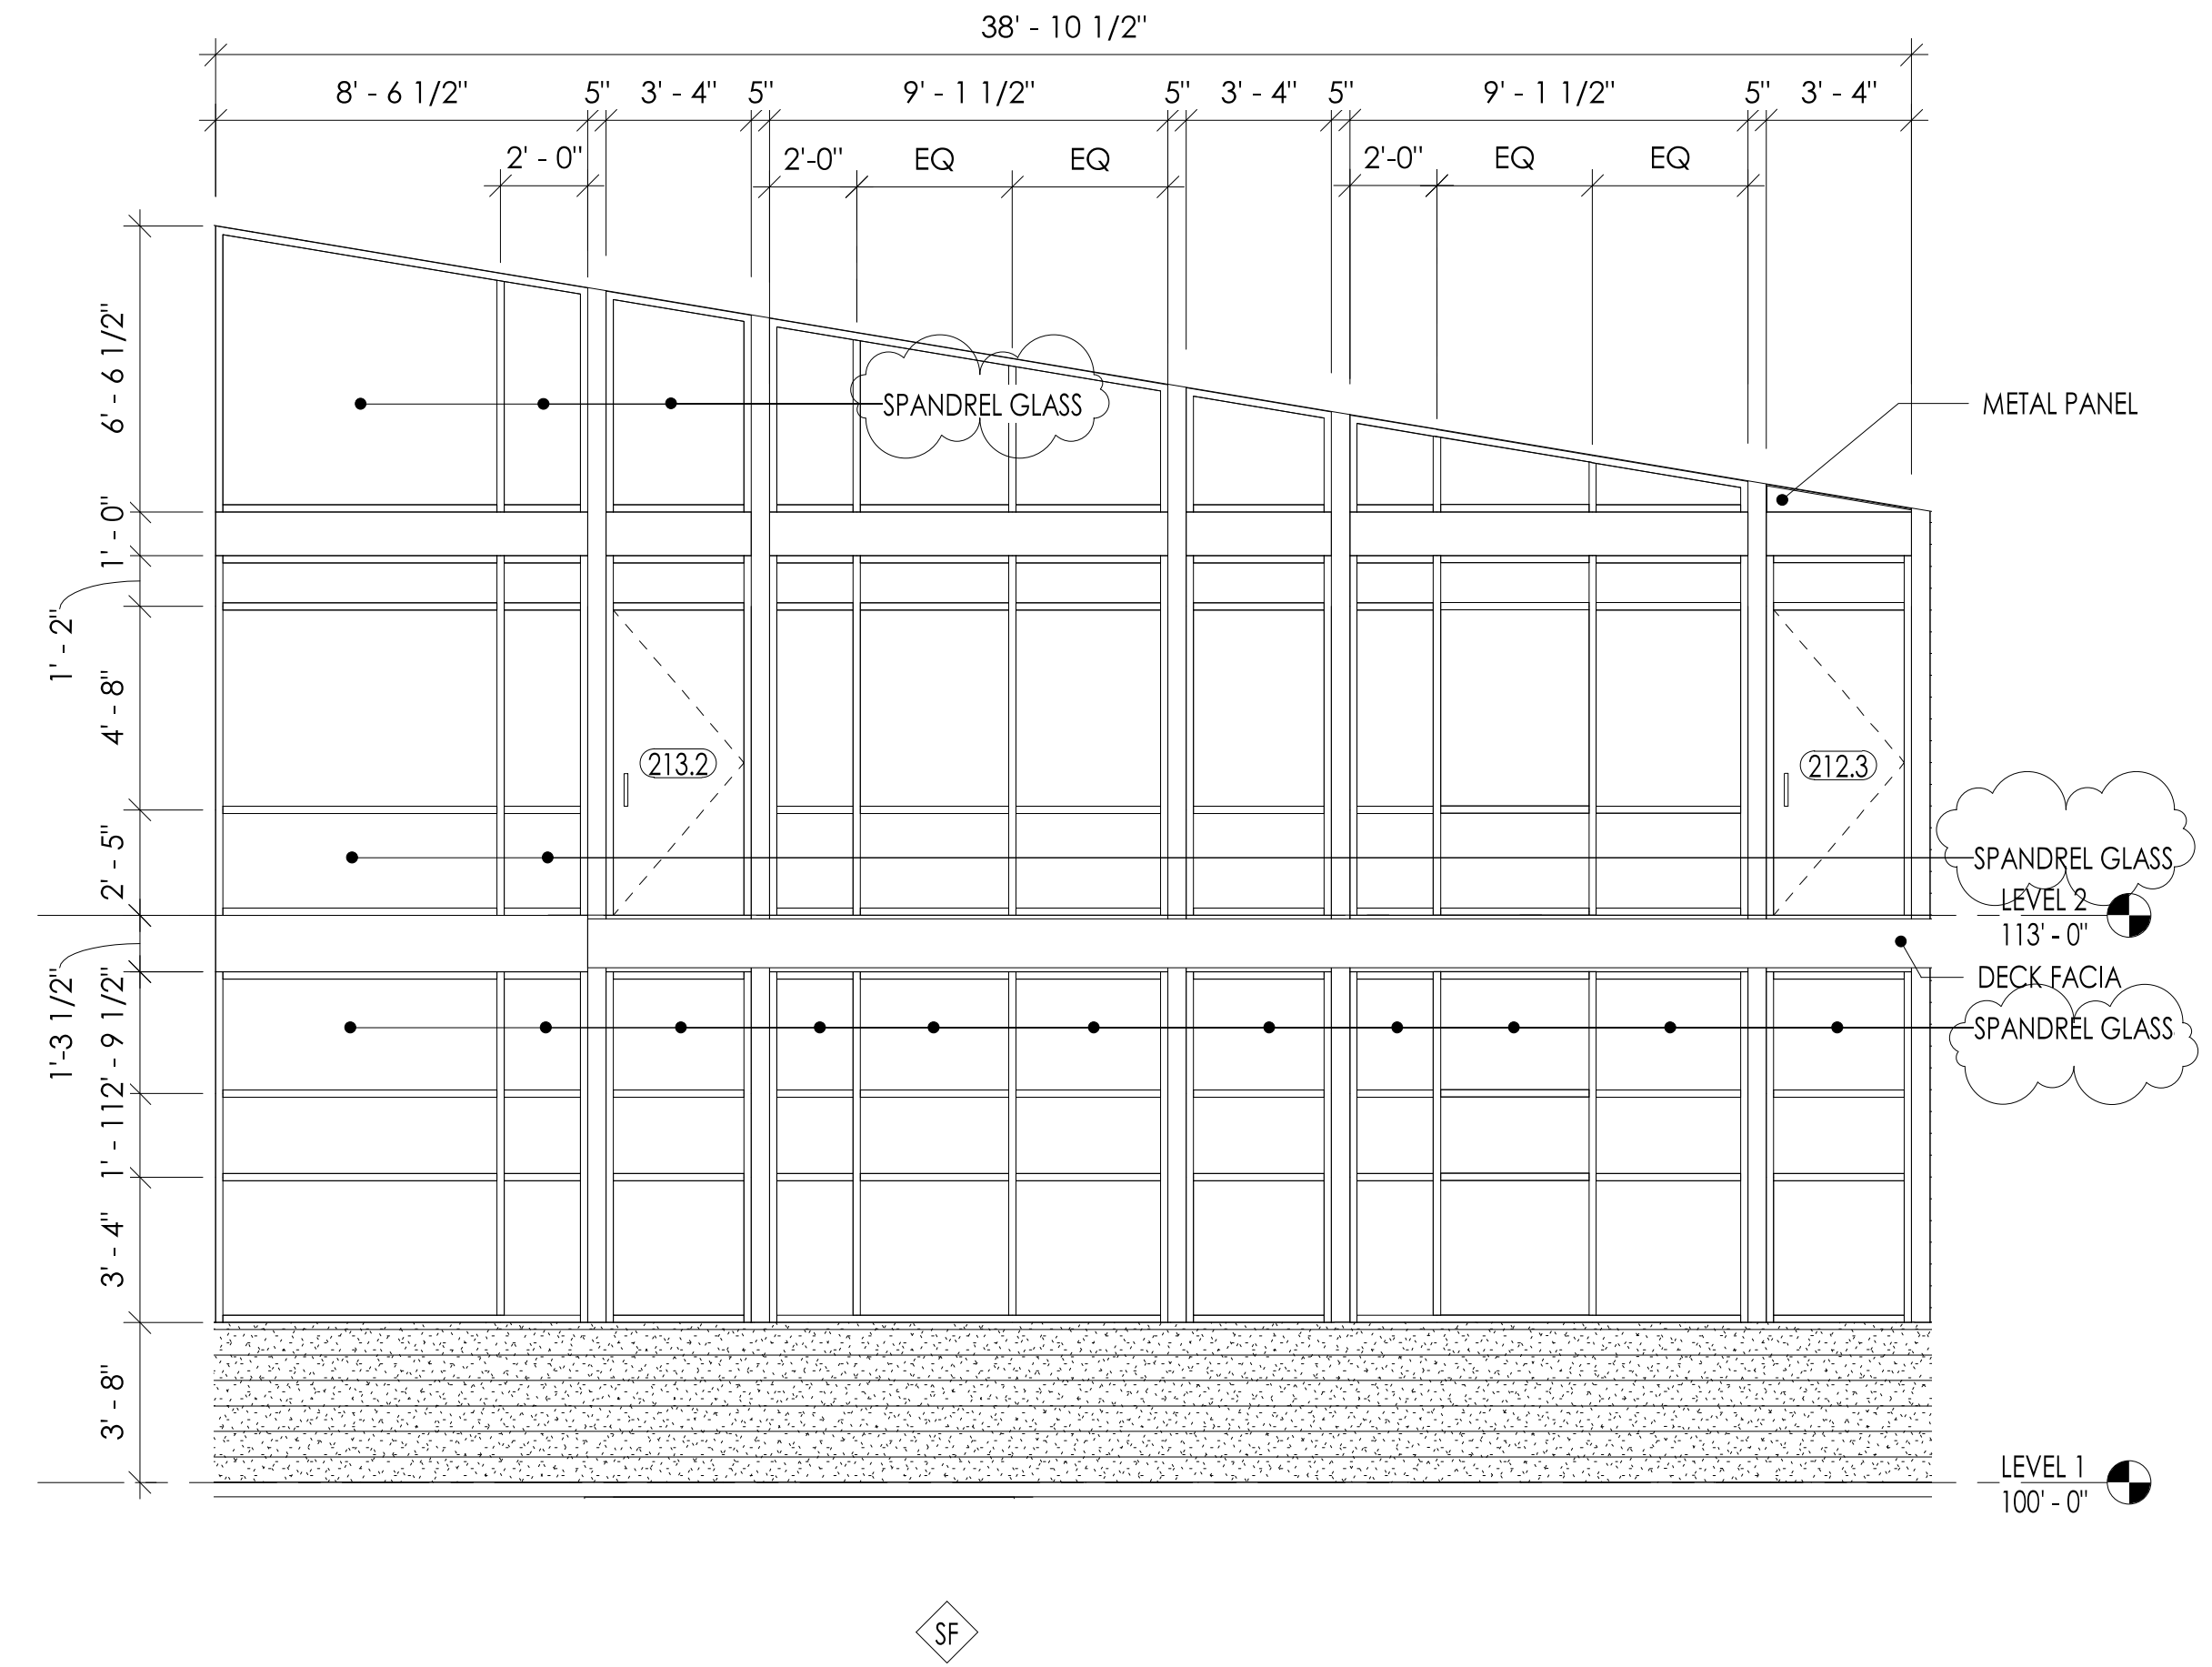 38' - 10 1/2"
8' - 6 1/2" 5" 3' - 4" 5" 9' - 1 1/2" 5" 3' - 4" 5" 9' - 1 1/2" 5" 3' - 4"
2' - 0" 2'-0" EQ EQ 2'-0" EQ EQ
6' - 6 1/2"
SPANDREL GLASS
METAL PANEL
1' - 0"
1' - 2"
4' - 8"
213.2
212.3
2' - 5"
SPANDREL GLASS
LEVEL 2
113' - 0"
DECK FACIA
1'-3 1/2"
2' - 9 1/2"
SPANDREL GLASS
1' - 11"
3' - 4"
3' - 8"
LEVEL 1
100' - 0"
SF